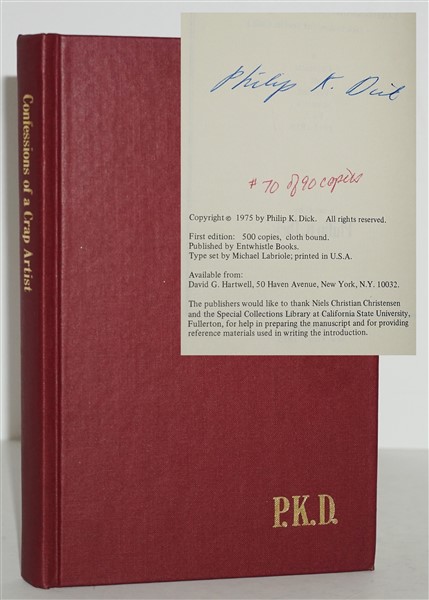 Confessions of a Crap Artist
Philip K. Dick
#70 of 90 copies
Copyright © 1975 by Philip K. Dick. All rights reserved.
First edition: 500 copies, cloth bound.
Published by Entwhistle Books.
Type set by Michael Labriole; printed in U.S.A.
Available from:
David G. Hartwell, 50 Haven Avenue, New York, N.Y. 10032.
The publishers would like to thank Niels Christian Christensen
and the Special Collections Library at California State University,
Fullerton, for help in preparing the manuscript and for providing
reference materials used in writing the introduction.
P.K.D.